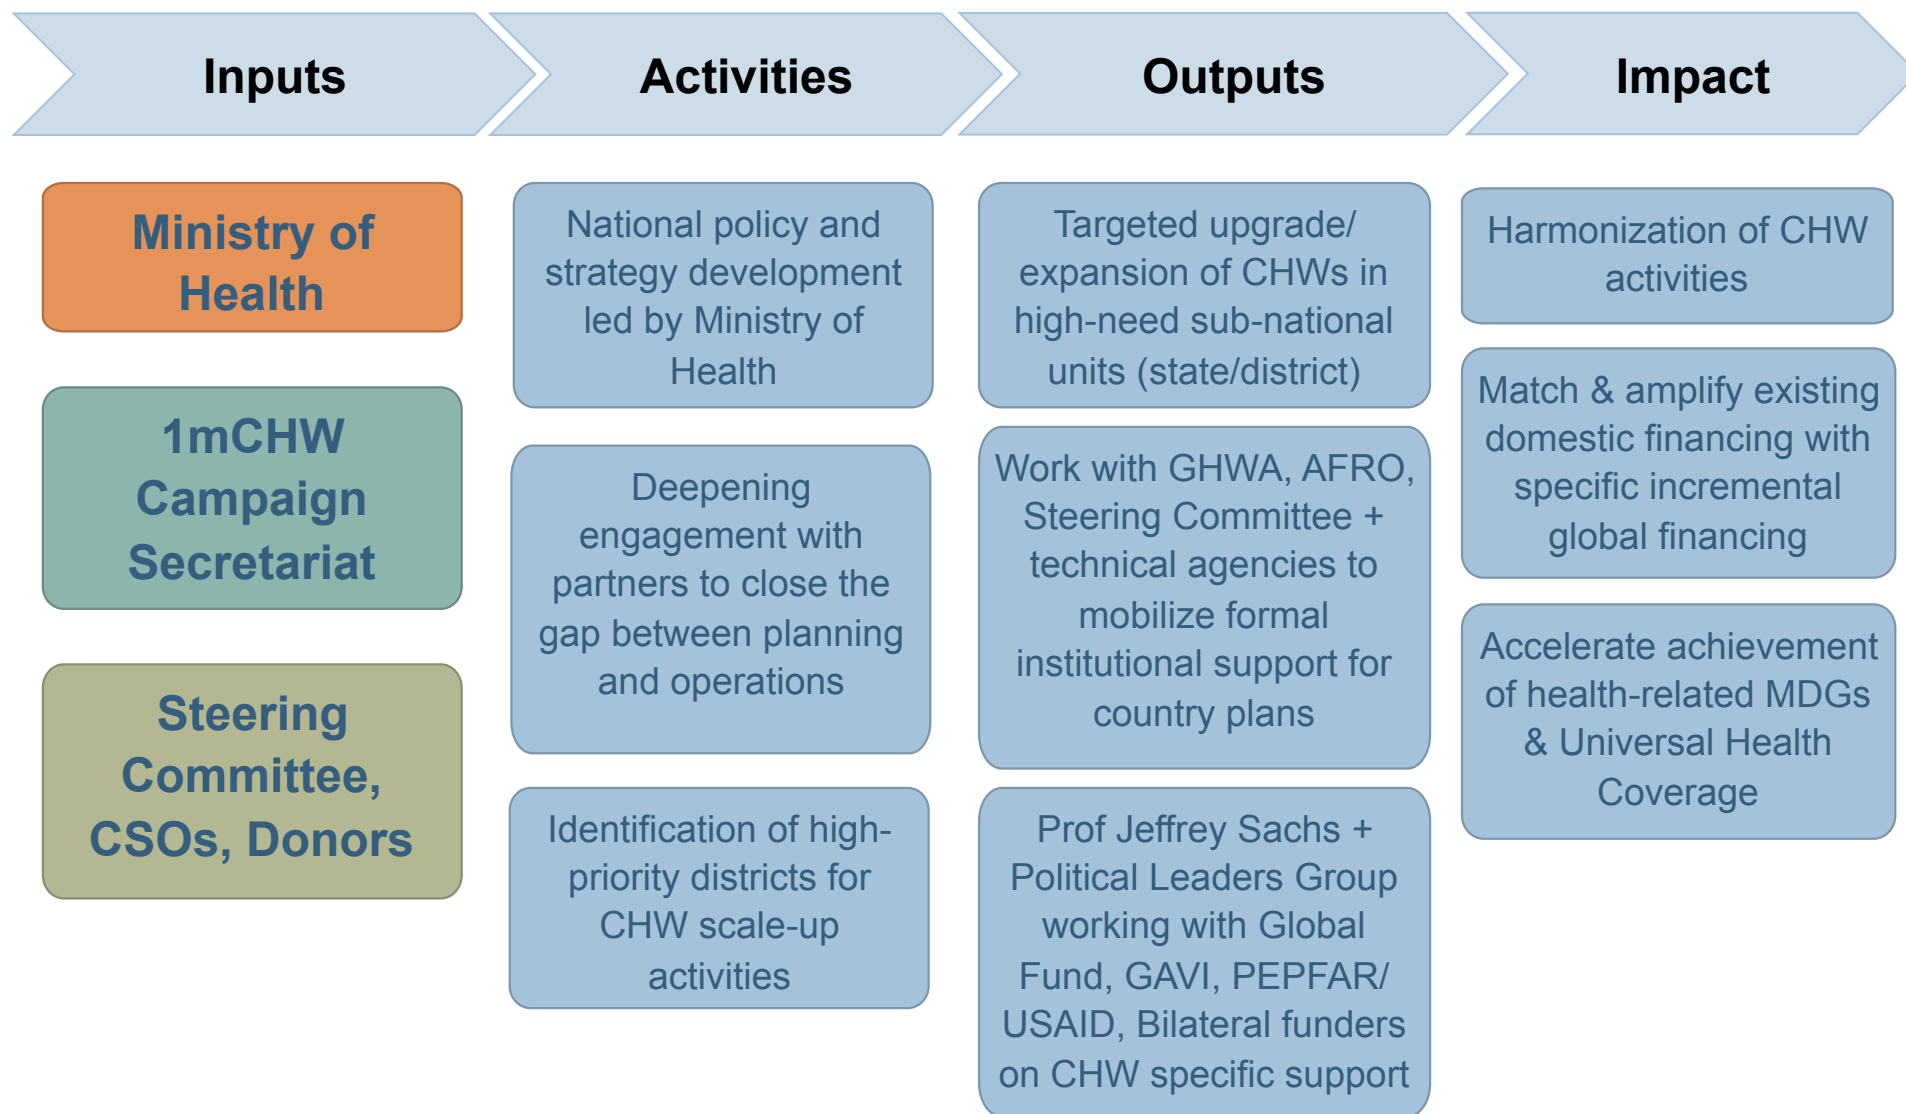 Inputs
Activities
Outputs
Impact
Ministry of
Health
1mCHW
Campaign
Secretariat
Steering
Committee,
CSOs, Donors
National policy and
strategy development
led by Ministry of
Health
Deepening
engagement with
partners to close the
gap between planning
and operations
Identification of high-
priority districts for
CHW scale-up
activities
Targeted upgrade/
expansion of CHWs in
high-need sub-national
units (state/district)
Work with GHWA, AFRO,
Steering Committee +
technical agencies to
mobilize formal
institutional support for
country plans
Prof Jeffrey Sachs +
Political Leaders Group
working with Global
Fund, GAVI, PEPFAR/
USAID, Bilateral funders
on CHW specific support
Harmonization of CHW
activities
Match & amplify existing
domestic financing with
specific incremental
global financing
Accelerate achievement
of health-related MDGs
& Universal Health
Coverage